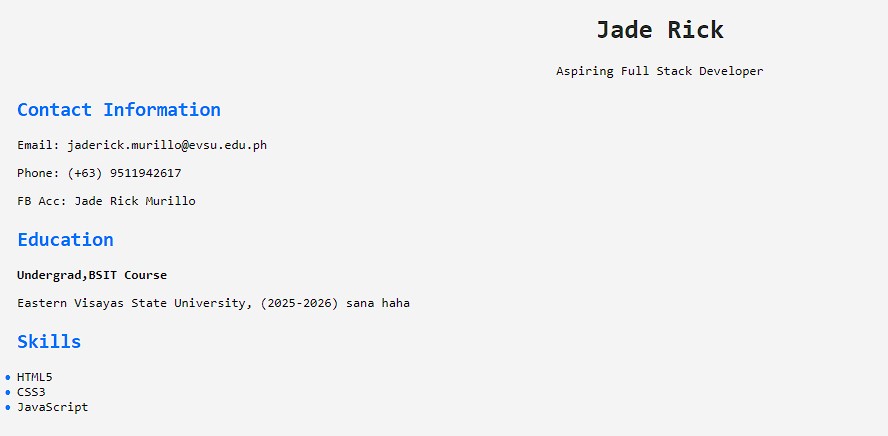 Jade Rick
Aspiring Full Stack Developer
Contact Information
Email: jaderick.murillo@evsu.edu.ph
Phone: (+63) 9511942617
FB Acc: Jade Rick Murillo
Education
Undergrad,BSIT Course
Eastern Visayas State University, (2025-2026) sana haha
Skills
• HTML5
• CSS3
• JavaScript